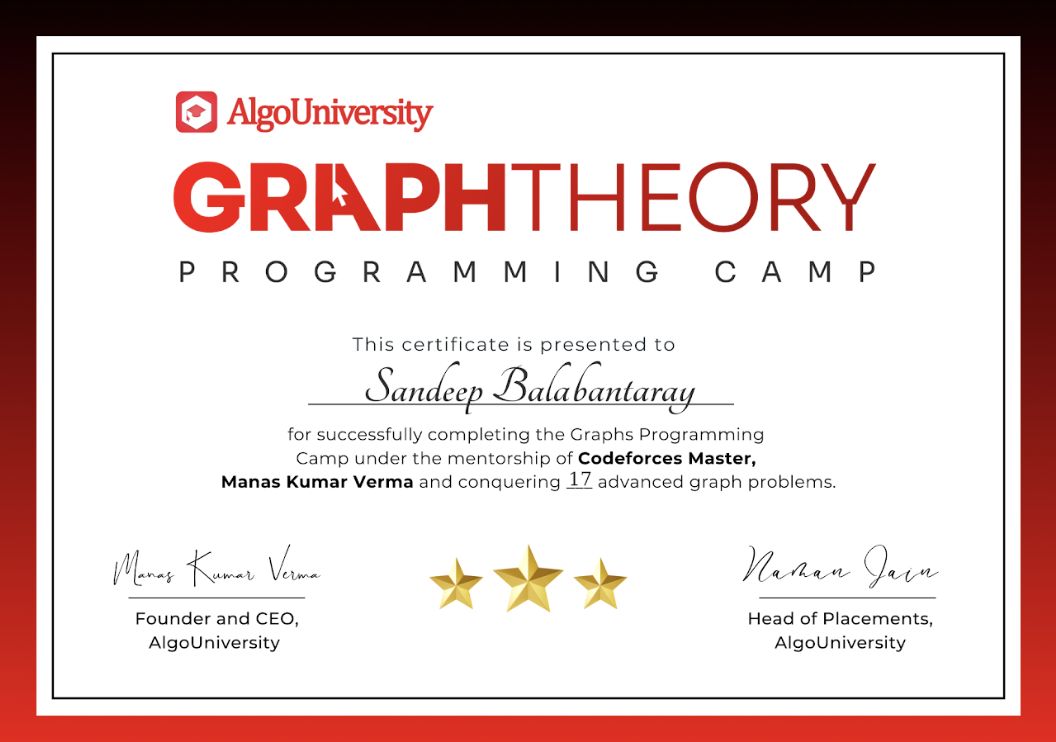 AlgoUniversity
GRAPHTHEORY
PROGRAMMING CAMP
This certificate is presented to
Sandeep Balabantaray
for successfully completing the Graphs Programming
Camp under the mentorship of Codeforces Master,
Manas Kumar Verma and conquering 17 advanced graph problems.
Manas Kumar Verma
Founder and CEO,
AlgoUniversity
Naman Jain
Head of Placements,
AlgoUniversity